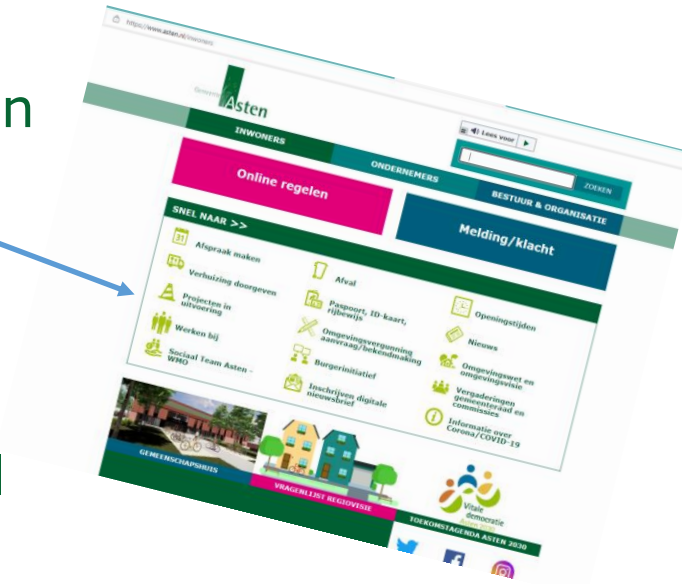 n
https://www.asten.nl/Inwoners
Gemeente Asten
Lees voor
ZOEKEN
INWONERS
ONDERNEMERS
BESTUUR & ORGANISATIE
Online regelen
Melding/klacht
SNEL NAAR >>
31
Afspraak maken
Verhuizing doorgeven
Projecten in
uitvoering
Werken bij
Sociaal Team Asten -
WMO
Afval
Paspoort, ID-kaart,
rijbewijs
Omgevingsvergunning
aanvraag/bekendmaking
Burgerinitiatief
Inschrijven digitale
nieuwsbrief
Openingstijden
Nieuws
Omgevingswet en
omgevingsvisie
Vergaderingen
gemeenteraad en
commissies
Informatie over
Corona/COVID-19
GEMEENSCHAPSHUIS
VRAGENLIJST REGIOVISIE
Vitale
democratie
Asten 2030
TOEKOMSTAGENDA ASTEN 2030